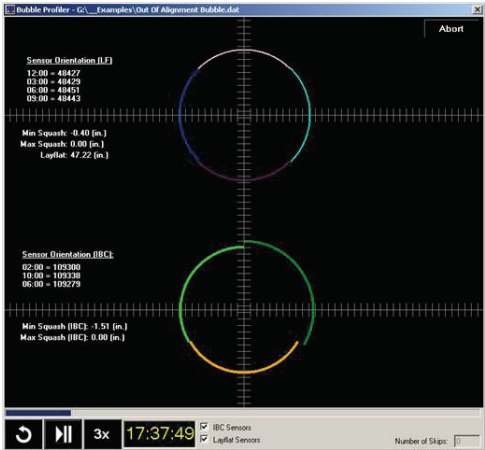 Bubble Profiler - G:\__Examples\Out Of Alignment Bubble.dat
Abort
Sensor Orientation (LF)
12:00 = 48427
03:00 = 48429
06:00 = 48451
09:00 = 48443
Min Squash: -0.40 (in.)
Max Squash: 0.00 (in.)
Layflat: 47.22 (in.)
Sensor Orientation (IBC):
02:00 = 109300
10:00 = 109338
06:00 = 109279
Min Squash (IBC): -1.51 (in.)
Max Squash (IBC): 0.00 (in.)
3x
17:37:49
IBC Sensors
Layflat Sensors
Number of Skips: 0